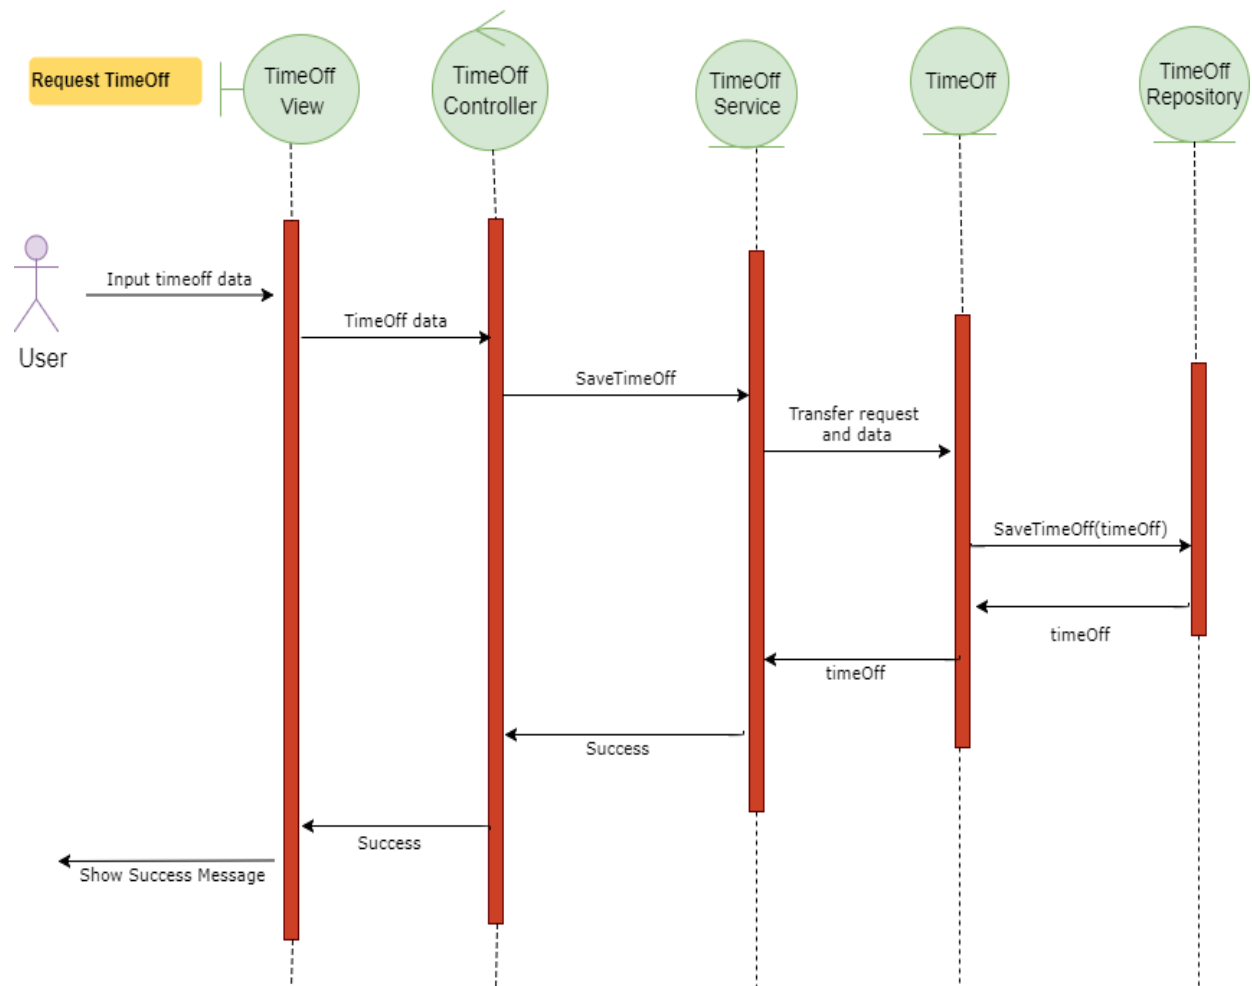 Request TimeOff
TimeOff
View
TimeOff
Controller
TimeOff
Service
TimeOff
TimeOff
Repository
User
Input timeoff data
TimeOff data
SaveTimeOff
Transfer request
and data
SaveTimeOff(timeOff)
timeOff
timeOff
Success
Success
Show Success Message